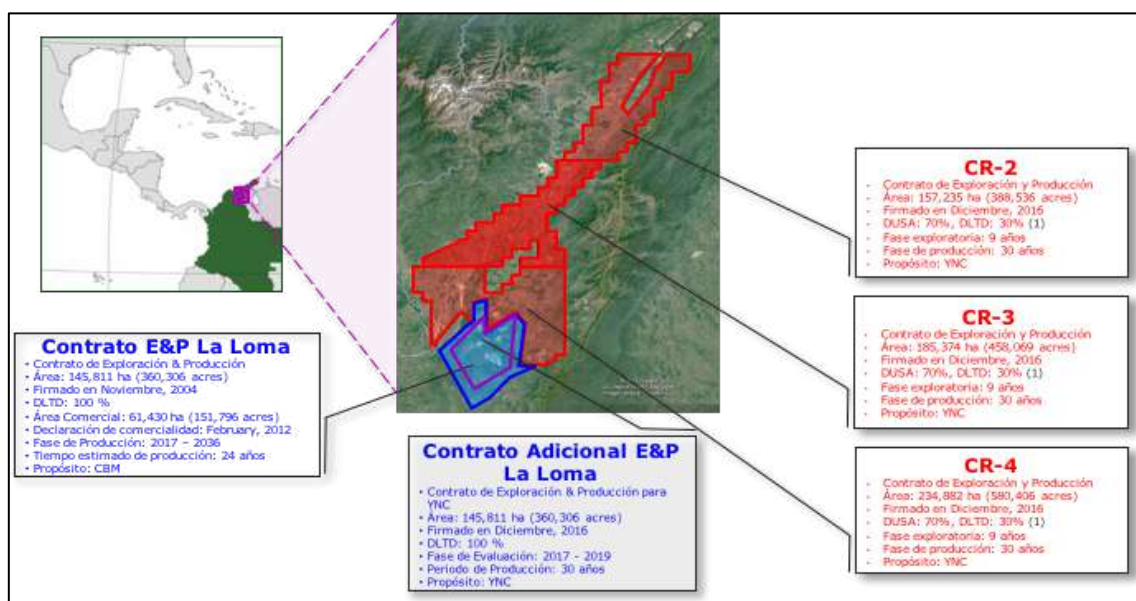 Contrato E&P La Loma
• Contrato de Exploración & Producción
• Área: 145,811 ha (360,306 acres)
• Firmado en Noviembre, 2004
• DLTD: 100 %
• Área Comercial: 61,430 ha (151,796 acres)
• Declaración de comercialidad: February, 2012
• Fase de Producción: 2017 – 2036
• Tiempo estimado de producción: 24 años
• Propósito: CBM
Contrato Adicional E&P
La Loma
• Contrato de Exploración & Producción para
YNC
• Área: 145,811 ha (360,306 acres)
• Firmado en Diciembre, 2016
• DLTD: 100 %
• Fase de Evaluación: 2017 - 2019
• Periodo de Producción: 30 años
• Propósito: YNC
CR-2
- Contrato de Exploración y Producción
- Área: 157,235 ha (388,536 acres)
- Firmado en Diciembre, 2016
- DUSA: 70%, DLTD: 30% (1)
- Fase exploratoria: 9 años
- Fase de producción: 30 años
- Propósito: YNC
CR-3
- Contrato de Exploración y Producción
- Área: 185,374 ha (458,069 acres)
- Firmado en Diciembre, 2016
- DUSA: 70%, DLTD: 30% (1)
- Fase exploratoria: 9 años
- Fase de producción: 30 años
- Propósito: YNC
CR-4
- Contrato de Exploración y Producción
- Área: 234,882 ha (580,406 acres)
- Firmado en Diciembre, 2016
- DUSA: 70%, DLTD: 30% (1)
- Fase exploratoria: 9 años
- Fase de producción: 30 años
- Propósito: YNC